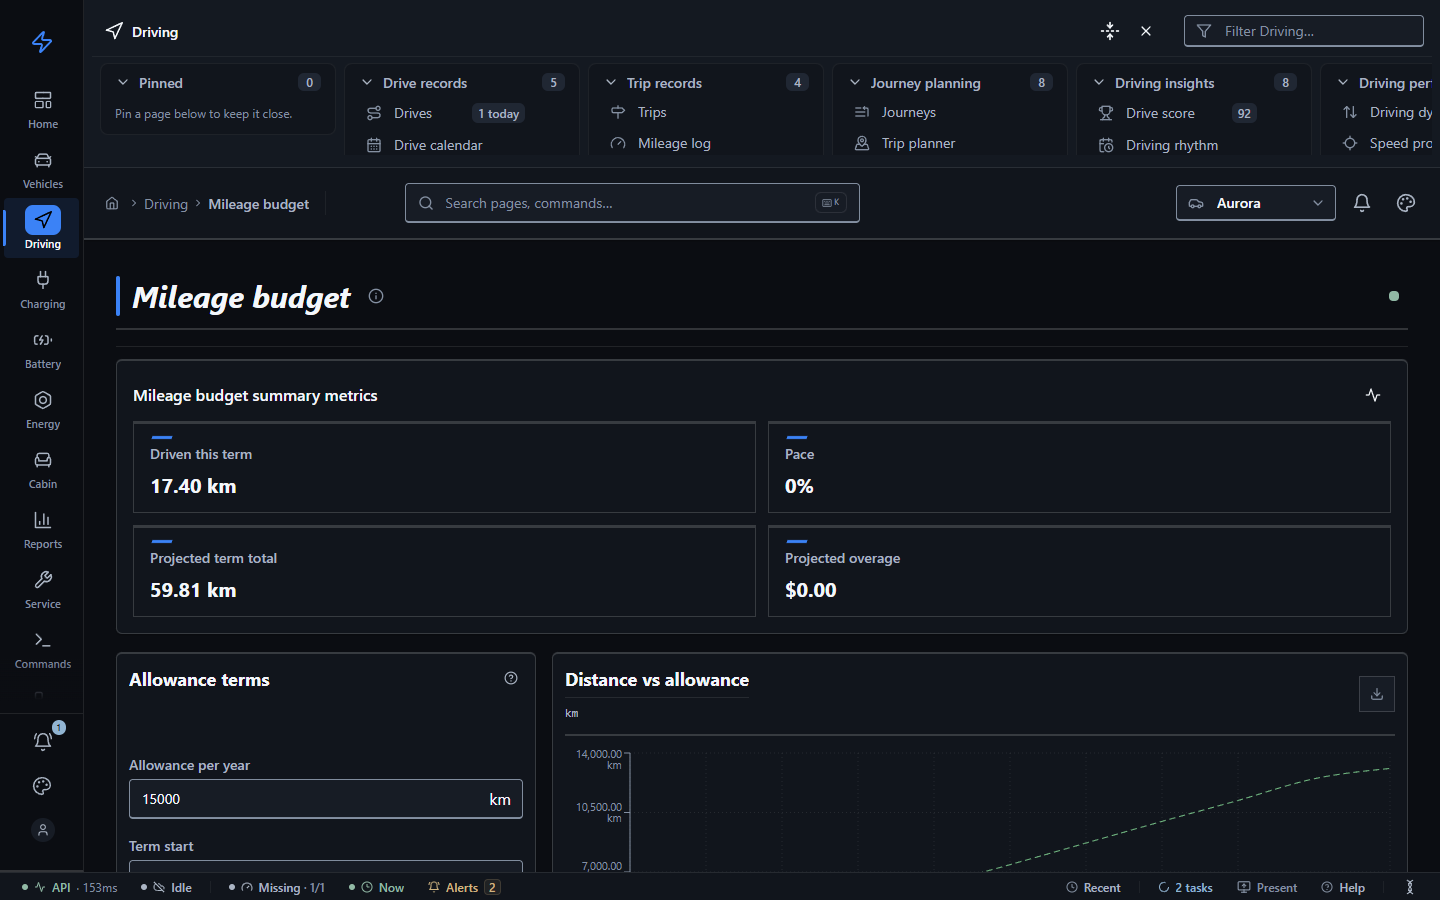 Driving
Filter Driving...
Pinned
0
Pin a page below to keep it close.
Drive records
5
Drives
1 today
Drive calendar
Trip records
4
Trips
Mileage log
Journey planning
8
Journeys
Trip planner
Driving insights
8
Drive score
92
Driving rhythm
Driving per
Driving dy
Speed pro
Home
Vehicles
Driving
Charging
Battery
Energy
Cabin
Reports
Service
Commands
1
Driving
Mileage budget
Search pages, commands...
K
Aurora
Mileage budget
Mileage budget summary metrics
Driven this term
17.40 km
Pace
0%
Projected term total
59.81 km
Projected overage
$0.00
Allowance terms
Allowance per year
15000 km
Term start
Distance vs allowance
km
14,000.00
km
10,500.00
km
7,000.00
API · 153ms
Idle
Missing · 1/1
Now
Alerts 2
Recent
2 tasks
Present
Help